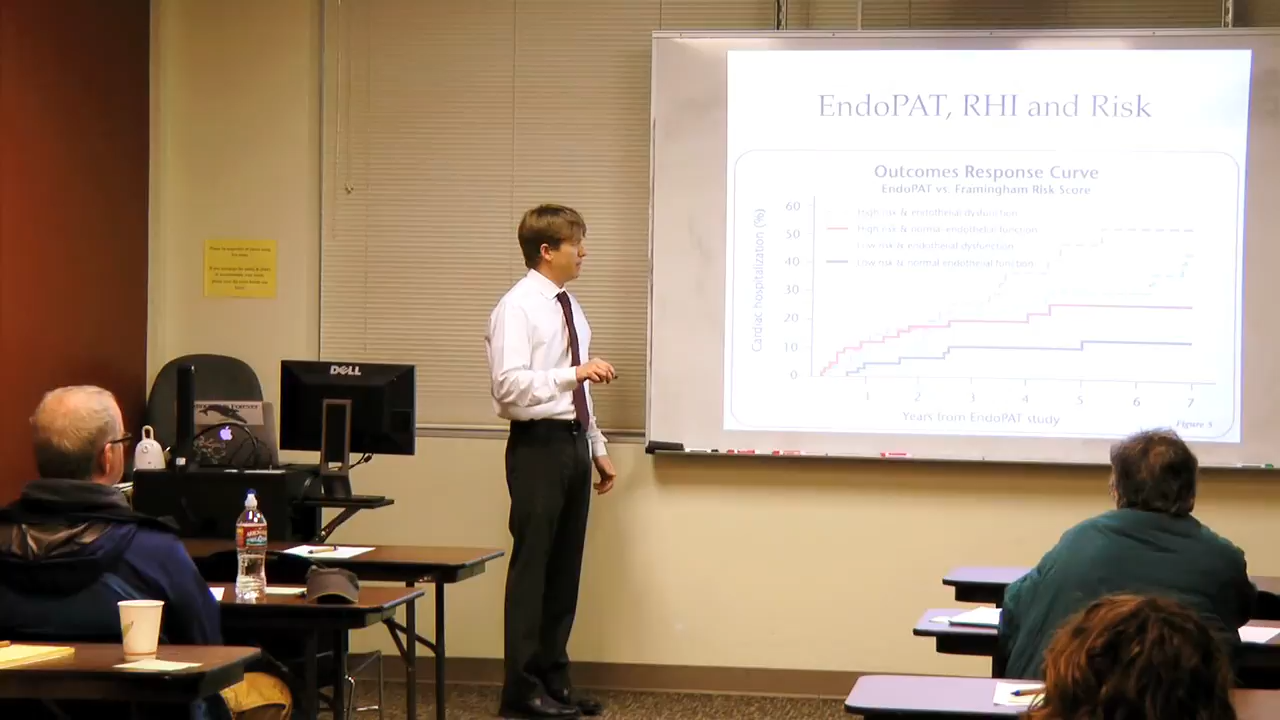 EndoPAT, RHI and Risk
Outcomes Response Curve
EndoPAT vs. Framingham Risk Score
Cardiac hospitalization (%)
60
50
40
30
20
10
0
High risk & endothelial dysfunction
High risk & normal endothelial function
Low risk & endothelial dysfunction
Low risk & normal endothelial function
1 2 3 4 5 6 7
Years from EndoPAT study
Figure 5
DELL